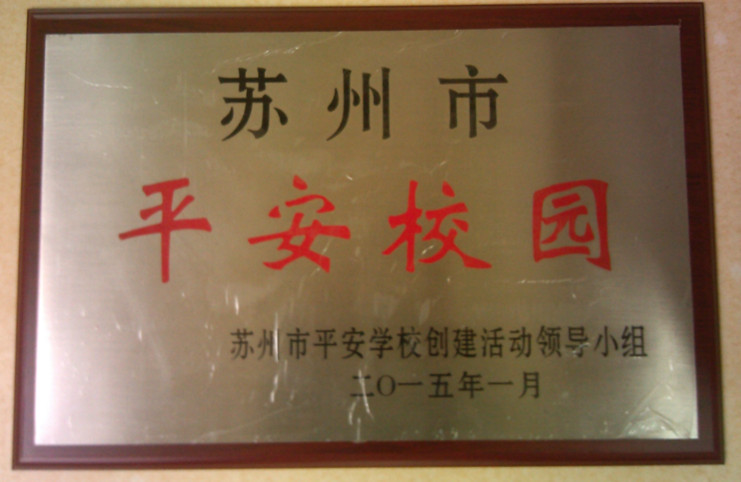 苏州市
平安校园
苏州市平安学校创建活动领导小组
二〇一五年一月